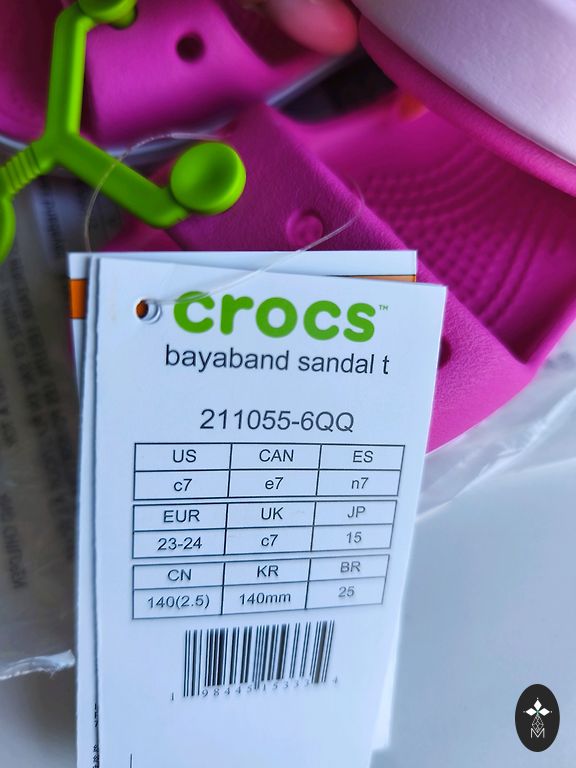 crocs™
bayaband sandal t
211055-6QQ
US CAN ES
c7 e7 n7
EUR UK JP
23-24 c7 15
CN KR BR
140(2.5) 140mm 25
M